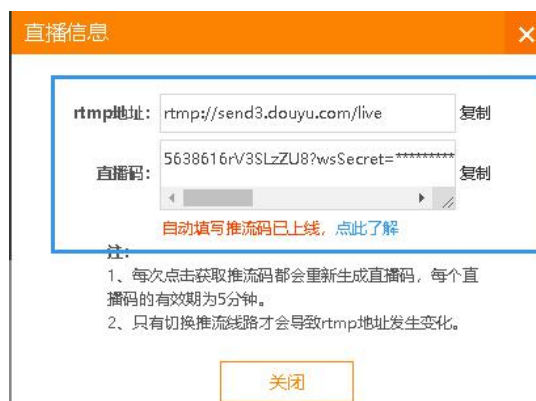 直播信息
rtmp地址: rtmp://send3.douyu.com/live 复制
直播码: 5638616rV3SLzZU8?wsSecret=********* 复制
自动填写推流码已上线，点此了解
注:
1、每次点击获取推流码都会重新生成直播码，每个直
播码的有效期为5分钟。
2、只有切换推流线路才会导致rtmp地址发生变化。
关闭